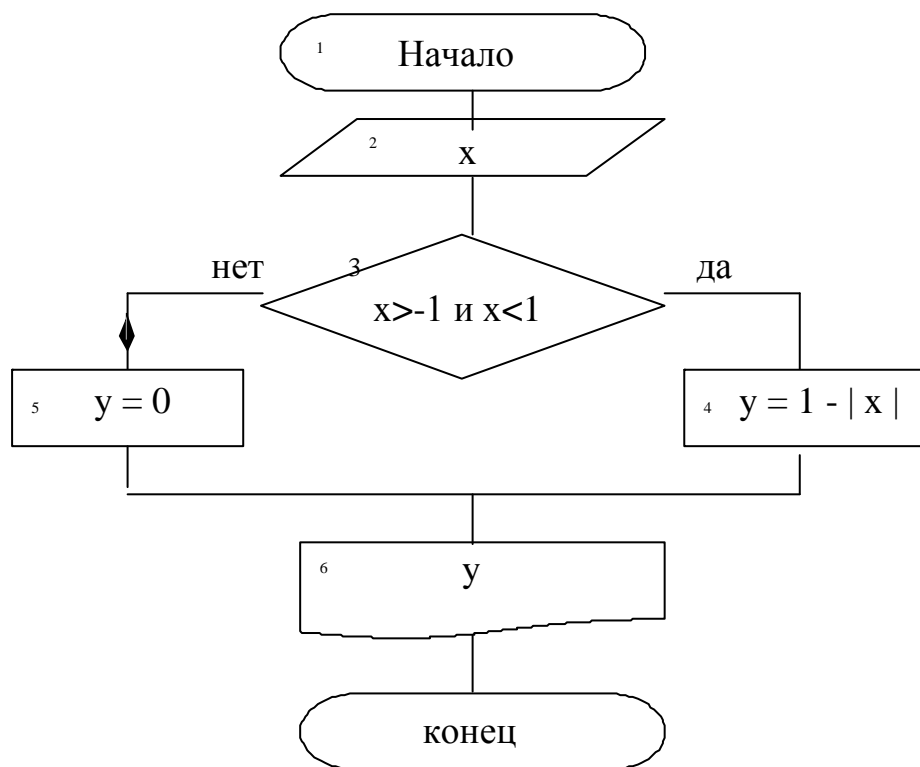 1 Начало
2 x
нет 3 да
x>-1 и x<1
5 y = 0
4 y = 1 - | x |
6 y
конец